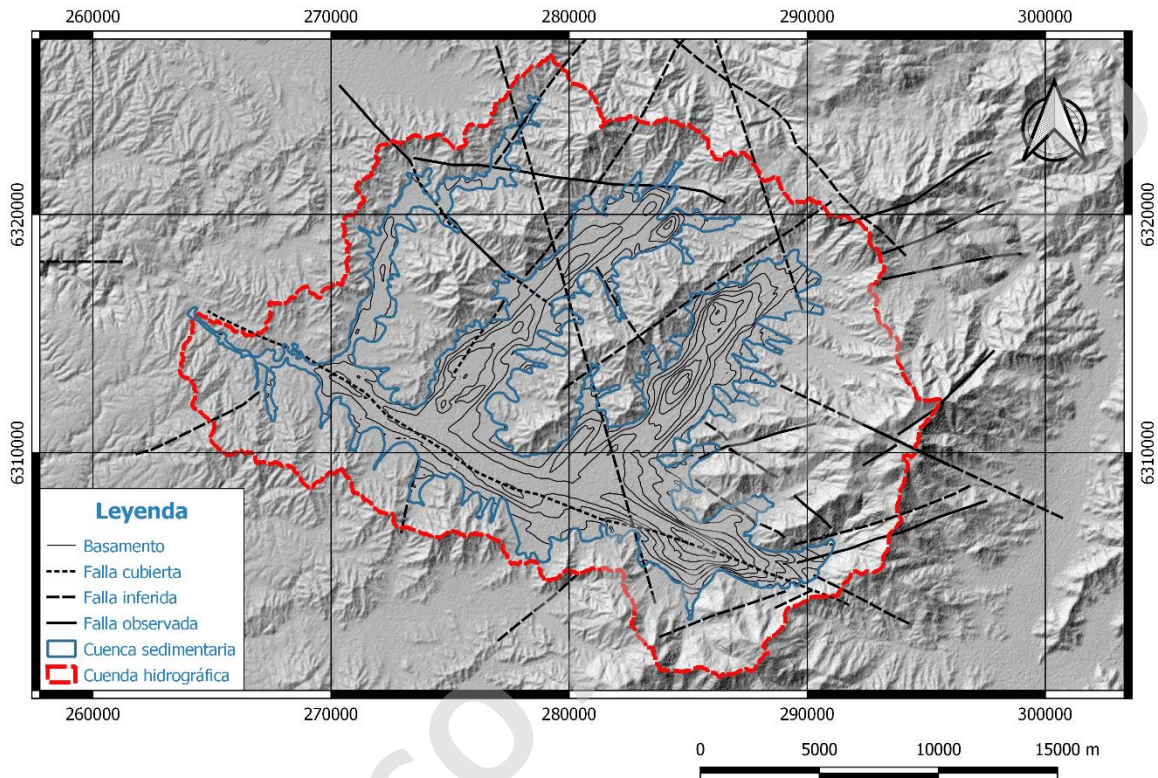 260000 270000 280000 290000 300000
6320000 6320000
6310000 6310000
Leyenda
Basamento
Falla cubierta
Falla inferida
Falla observada
Cuenca sedimentaria
Cuenda hidrográfica
260000 270000 280000 290000 300000
0 5000 10000 15000 m